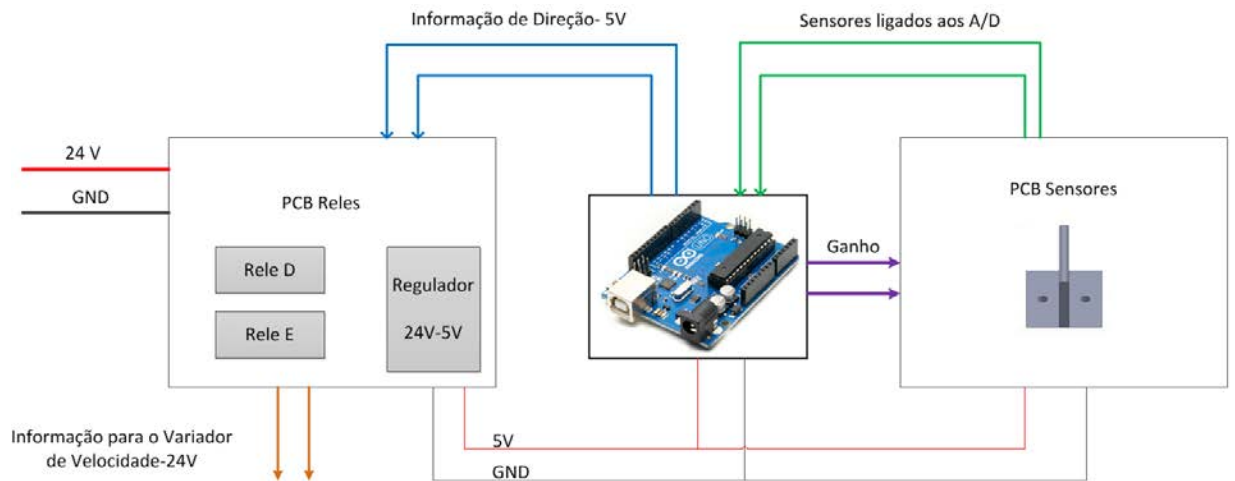 Informação de Direção- 5V
Sensores ligados aos A/D
24 V
GND
PCB Reles
PCB Sensores
Rele D
Rele E
Regulador
24V-5V
Ganho
Informação para o Variador
de Velocidade-24V
5V
GND